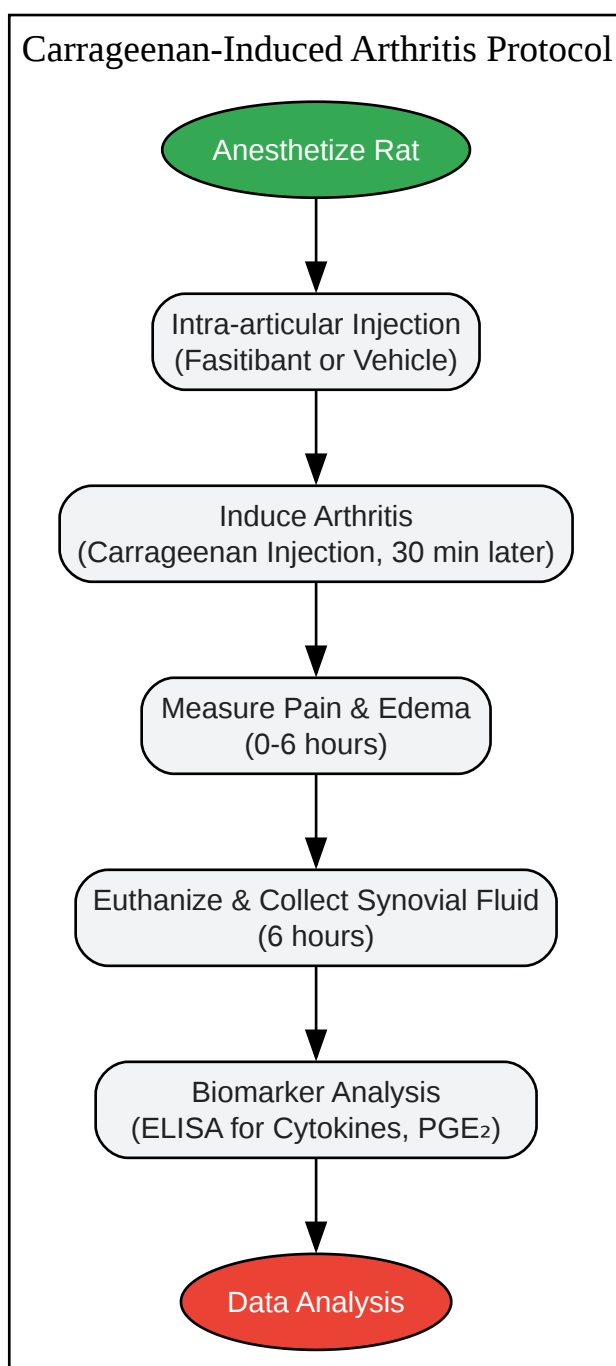 Carrageenan-Induced Arthritis Protocol
Anesthetize Rat
Intra-articular Injection
(Fasitibant or Vehicle)
Induce Arthritis
(Carrageenan Injection, 30 min later)
Measure Pain & Edema
(0-6 hours)
Euthanize & Collect Synovial Fluid
(6 hours)
Biomarker Analysis
(ELISA for Cytokines, PGE₂)
Data Analysis